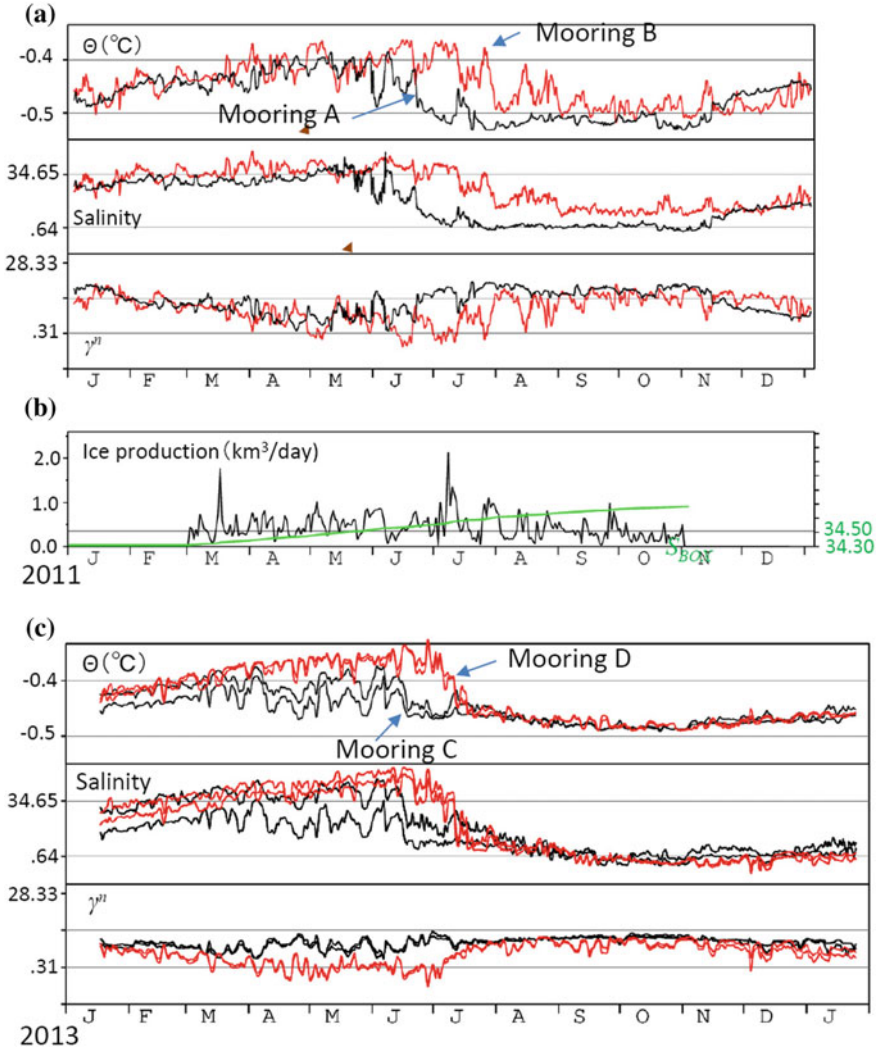 (a)
Θ (℃)
-0.4
-0.5
Mooring B
Mooring A
34.65
Salinity
.64
28.33
.31
γⁿ
J F M A M J J A S O N D
(b)
Ice production (km³/day)
2.0
1.0
0.0
34.50
34.30
S_BOX
J F M A M J J A S O N D
2011
(c)
Θ (℃)
-0.4
-0.5
Mooring D
Mooring C
Salinity
34.65
.64
28.33
γⁿ
.31
J F M A M J J A S O N D J
2013